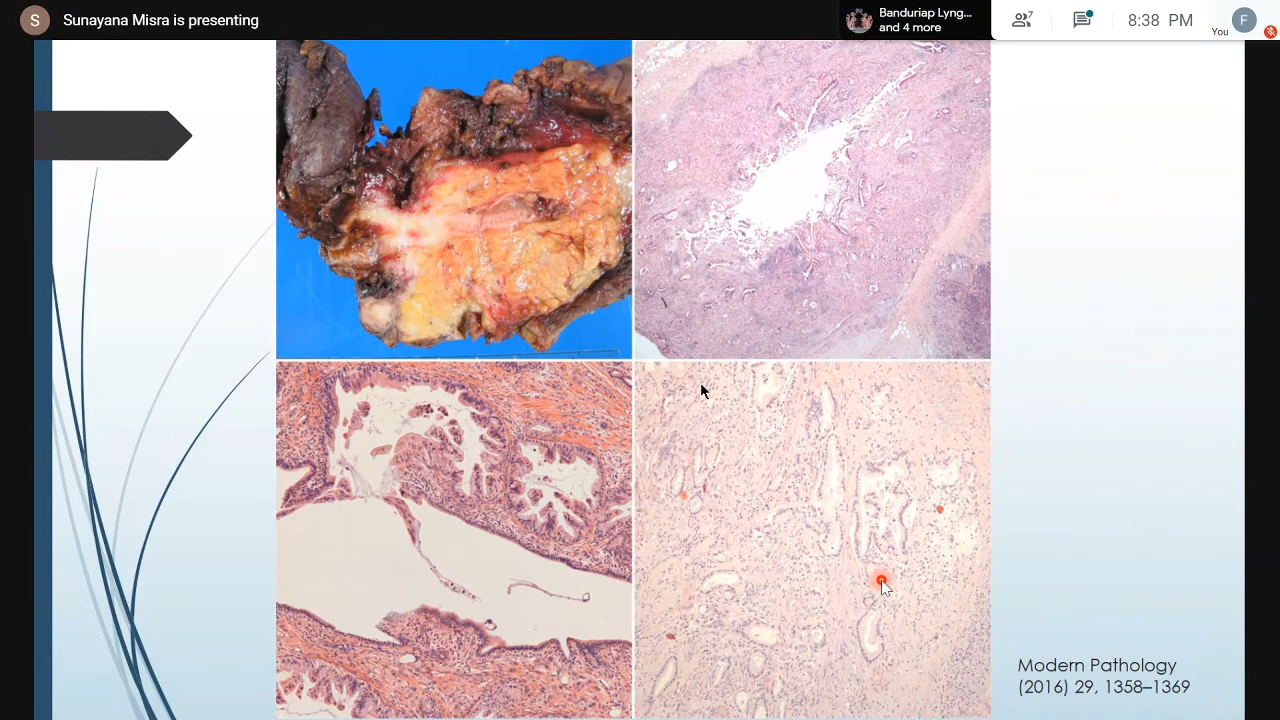 S
Sunayana Misra is presenting
Banduriap Lyng...
and 4 more
7
8:38 PM
You
F
Modern Pathology
(2016) 29, 1358–1369